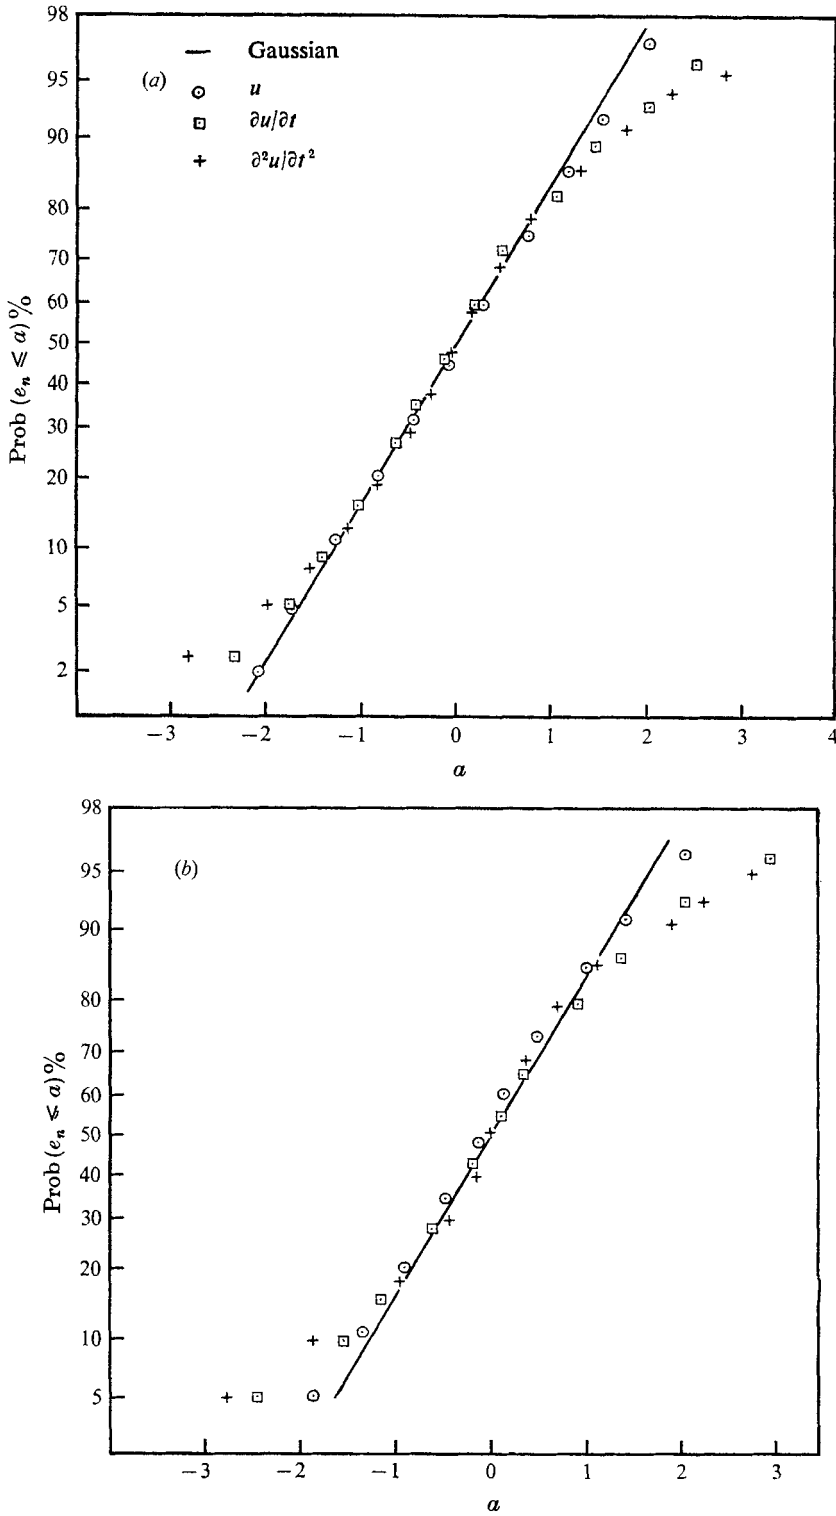 98
95
90
80
70
60
50
40
30
20
10
5
2
Prob (eₙ ⩽ a) %
(a)
Gaussian
u
∂u/∂t
∂²u/∂t²
−3 −2 −1 0 1 2 3 4
a
98
95
90
80
70
60
50
40
30
20
10
5
Prob (eₙ ⩽ a) %
(b)
−3 −2 −1 0 1 2 3
a